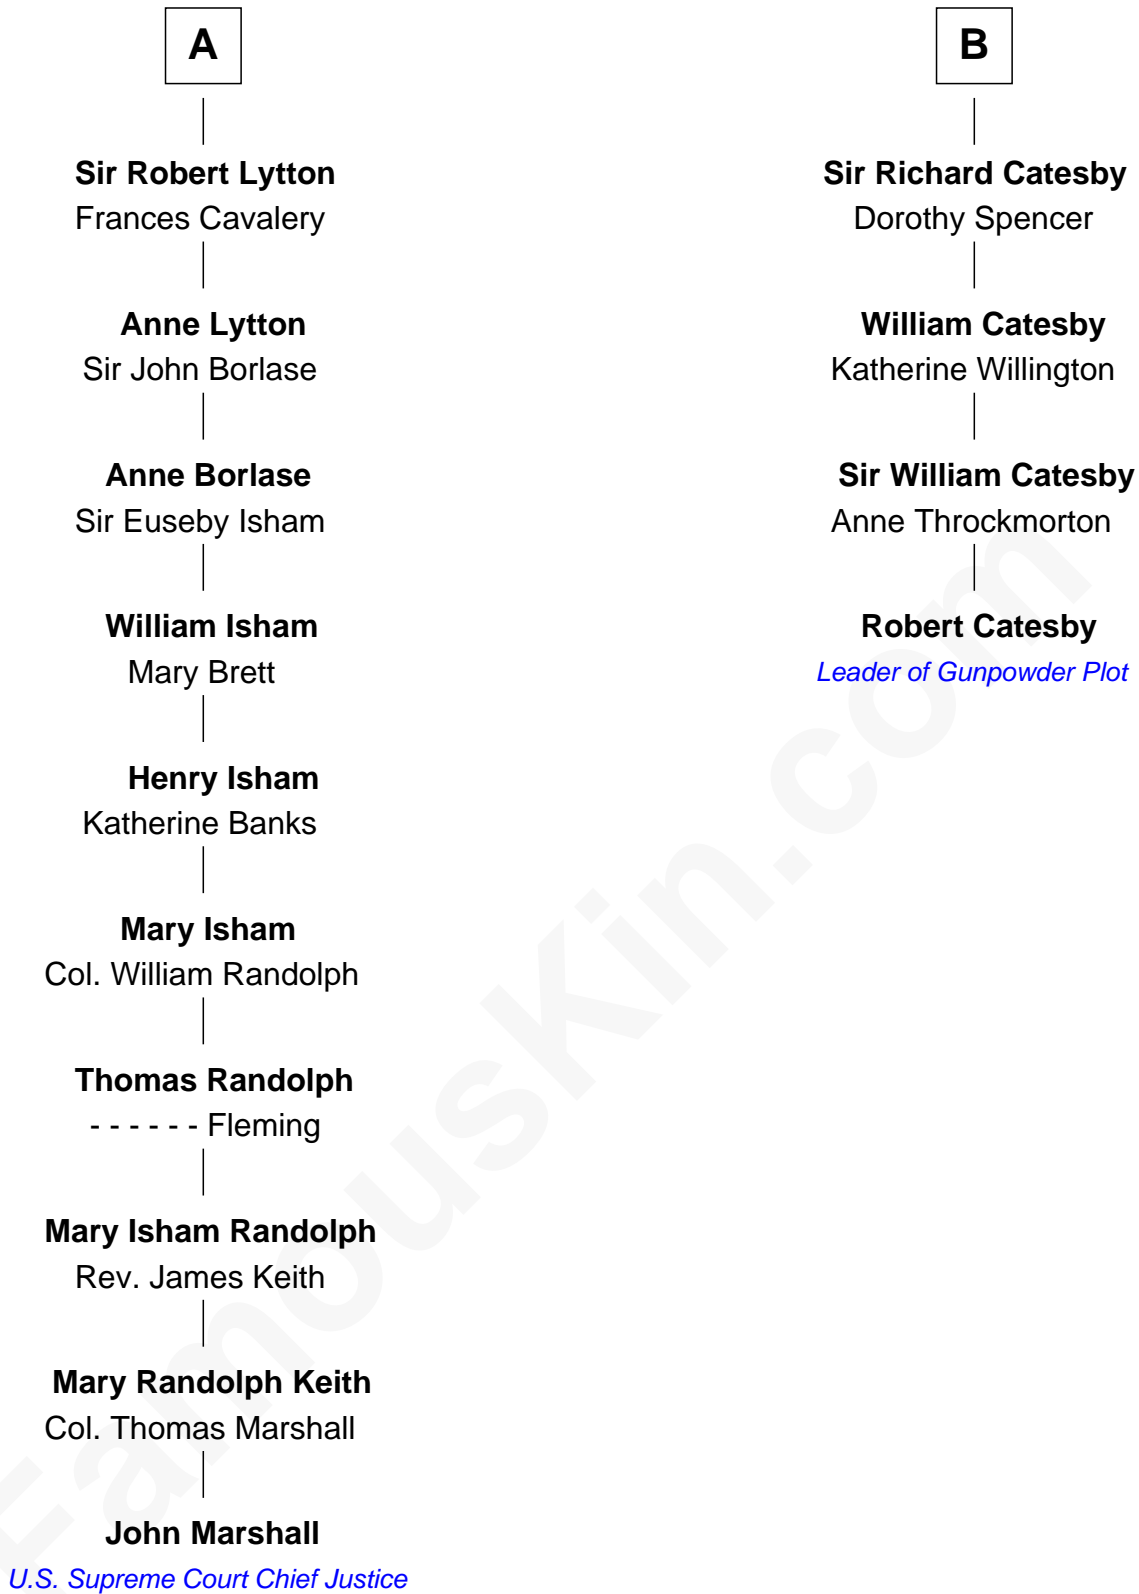 A
Sir Robert Lytton
Frances Cavalery
Anne Lytton
Sir John Borlase
Anne Borlase
Sir Euseby Isham
William Isham
Mary Brett
Henry Isham
Katherine Banks
Mary Isham
Col. William Randolph
Thomas Randolph
- - - - - - Fleming
Mary Isham Randolph
Rev. James Keith
Mary Randolph Keith
Col. Thomas Marshall
John Marshall
U.S. Supreme Court Chief Justice
B
Sir Richard Catesby
Dorothy Spencer
William Catesby
Katherine Willington
Sir William Catesby
Anne Throckmorton
Robert Catesby
Leader of Gunpowder Plot
FamousKin.com